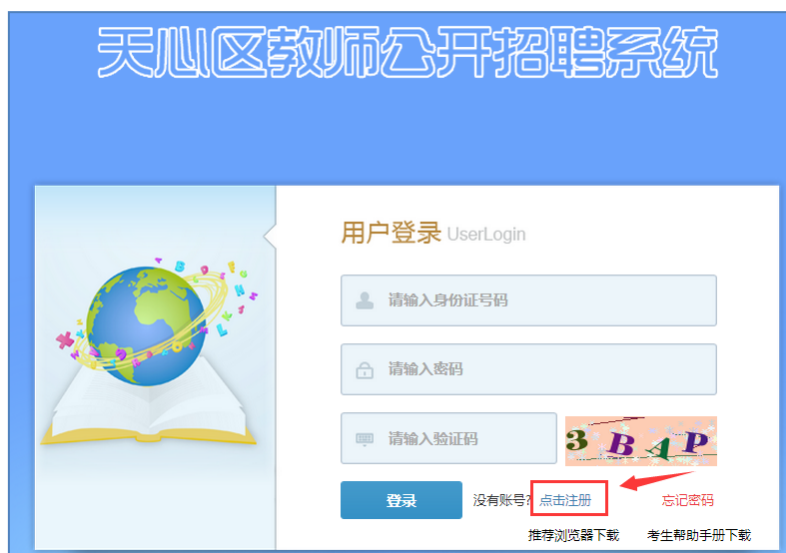 天心区教师公开招聘系统
用户登录 UserLogin
请输入身份证号码
请输入密码
请输入验证码 3BAP
登录 没有账号? 点击注册 忘记密码
推荐浏览器下载 考生帮助手册下载